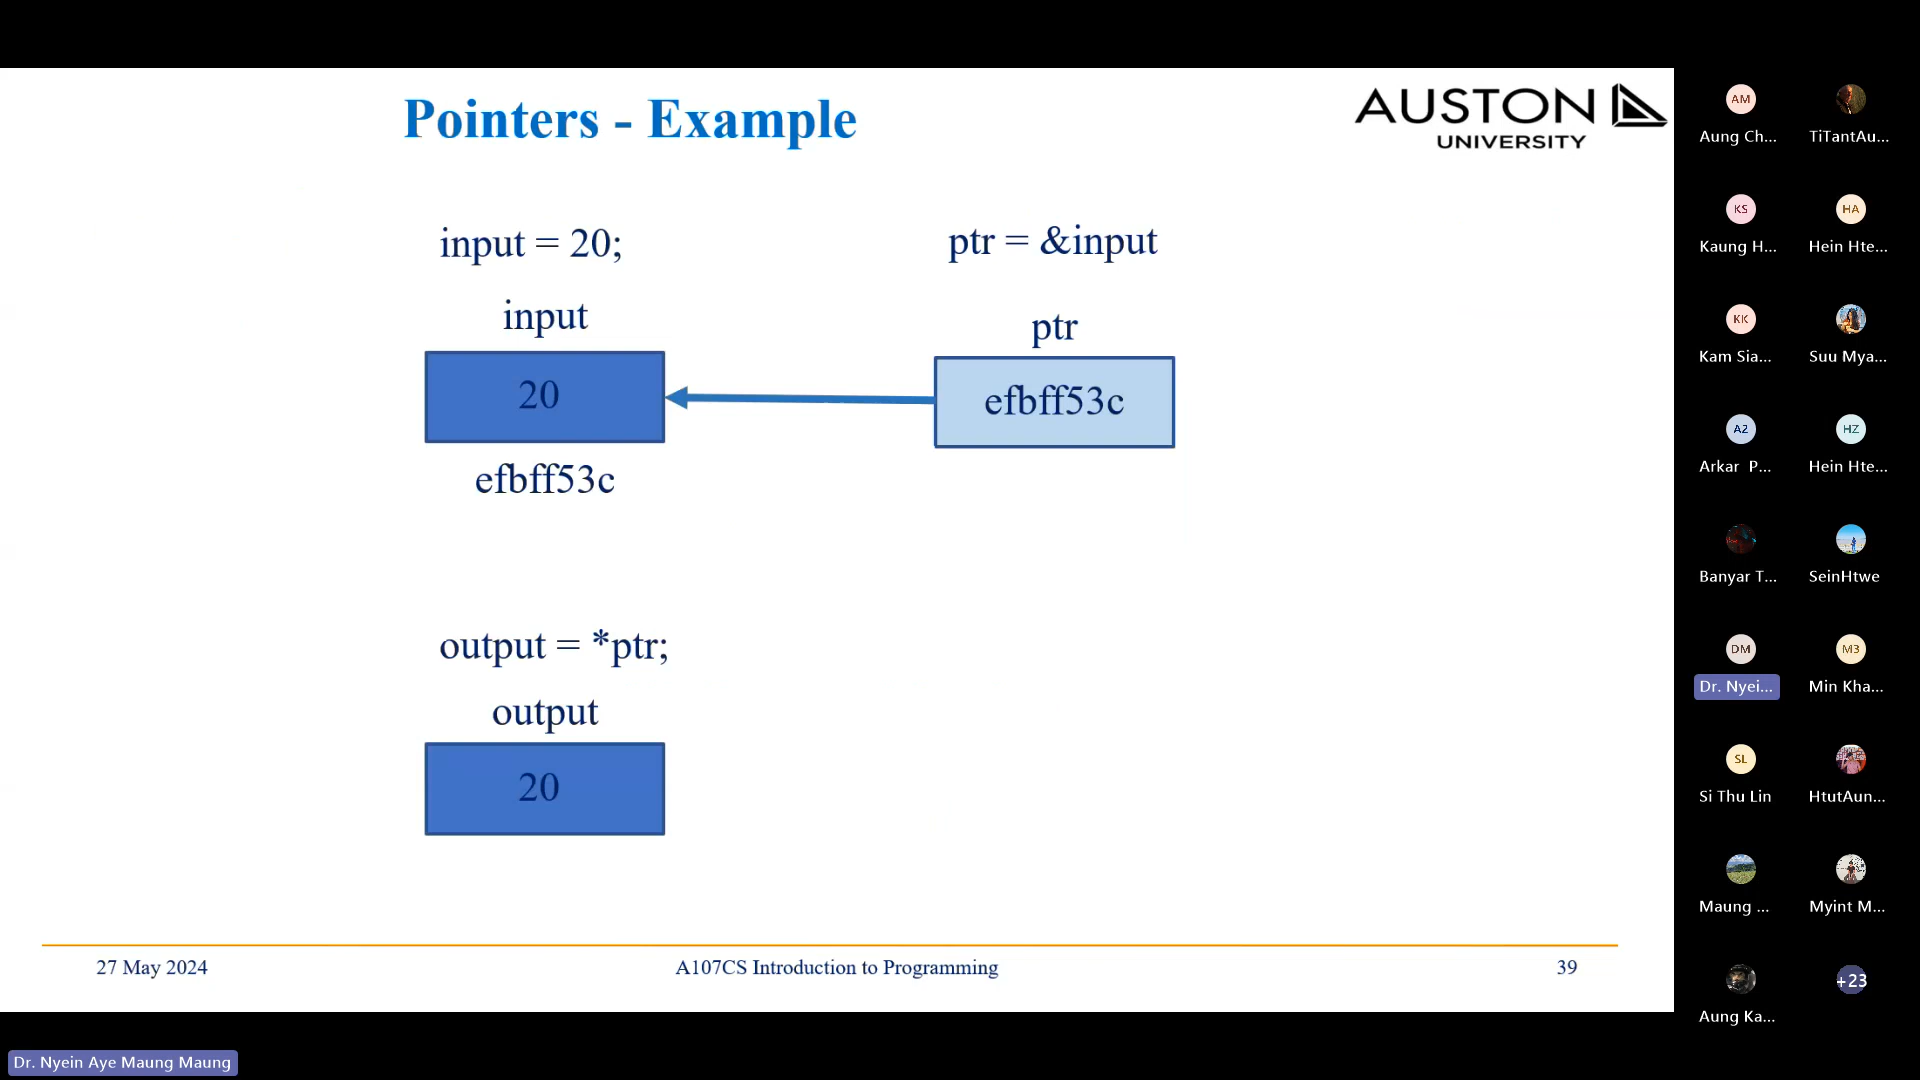 Pointers - Example
AUSTON
UNIVERSITY
input = 20;
ptr = &input
input
ptr
20
efbff53c
efbff53c
output = *ptr;
output
20
27 May 2024
A107CS Introduction to Programming
39
AM
Aung Ch...
TiTantAu...
KS
Kaung H...
HA
Hein Hte...
KK
Kam Sia...
Suu Mya...
A2
Arkar P...
HZ
Hein Hte...
Banyar T...
SeinHtwe
DM
Dr. Nyei...
M3
Min Kha...
SL
Si Thu Lin
HtutAun...
Maung ...
Myint M...
Aung Ka...
+23
Dr. Nyein Aye Maung Maung